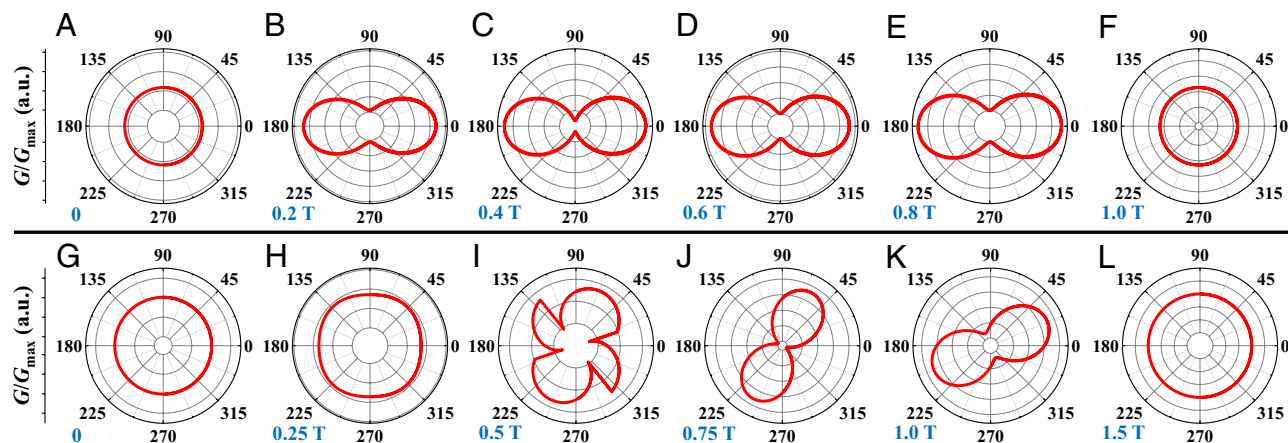 A B C D E F
90 90 90 90 90 90
135 45 135 45 135 45 135 45 135 45 135 45
G/Gmax (a.u.)
180 0 180 0 180 0 180 0 180 0 180 0
225 315 225 315 225 315 225 315 225 315 225 315
0 270 0.2 T 270 0.4 T 270 0.6 T 270 0.8 T 270 1.0 T 270
G H I J K L
90 90 90 90 90 90
135 45 135 45 135 45 135 45 135 45 135 45
G/Gmax (a.u.)
180 0 180 0 180 0 180 0 180 0 180 0
225 315 225 315 225 315 225 315 225 315 225 315
0 270 0.25 T 270 0.5 T 270 0.75 T 270 1.0 T 270 1.5 T 270